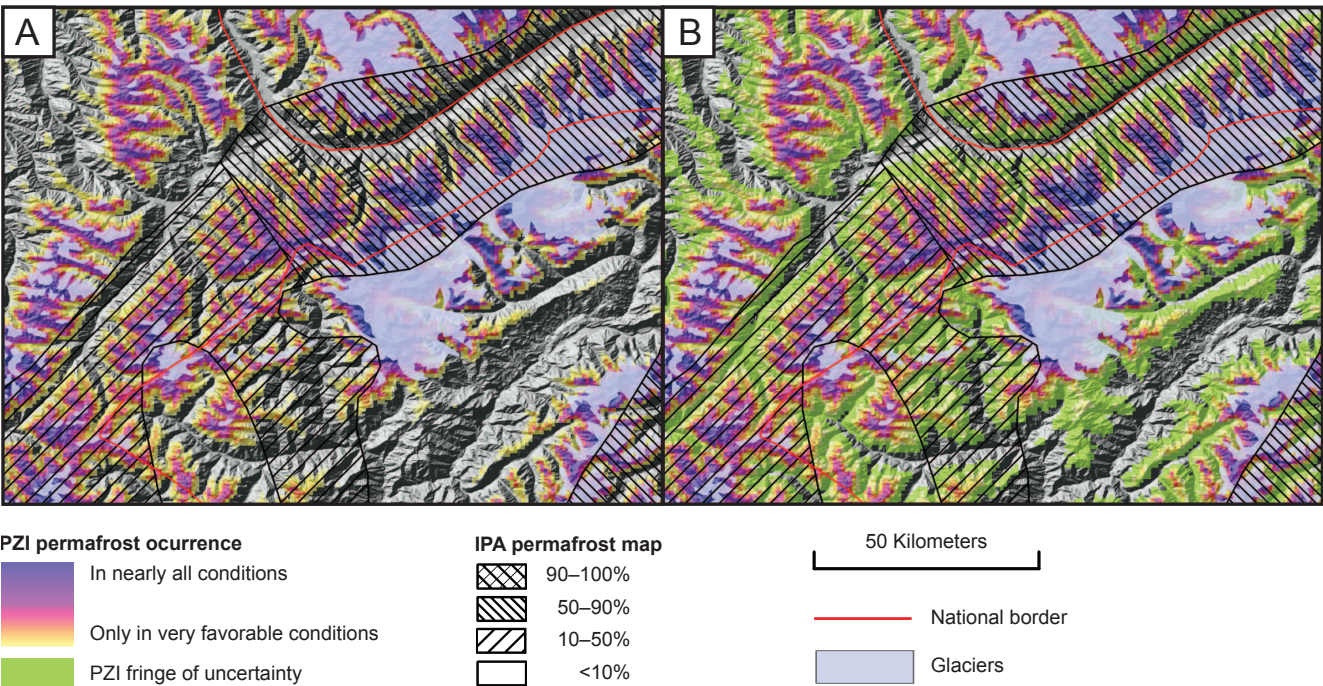 A
B
PZI permafrost ocurrence
In nearly all conditions
Only in very favorable conditions
PZI fringe of uncertainty
IPA permafrost map
90–100%
50–90%
10–50%
<10%
50 Kilometers
National border
Glaciers